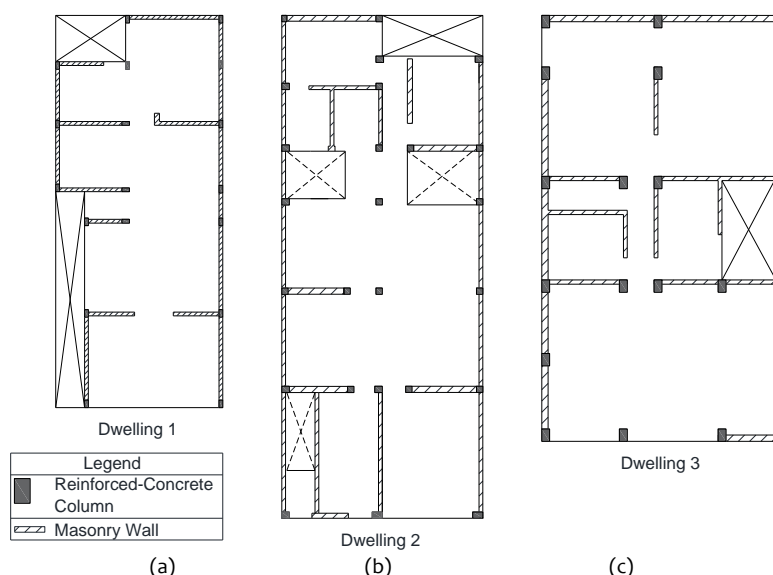 Dwelling 1
Legend
Reinforced-Concrete
Column
Masonry Wall
Dwelling 2
Dwelling 3
(a)
(b)
(c)